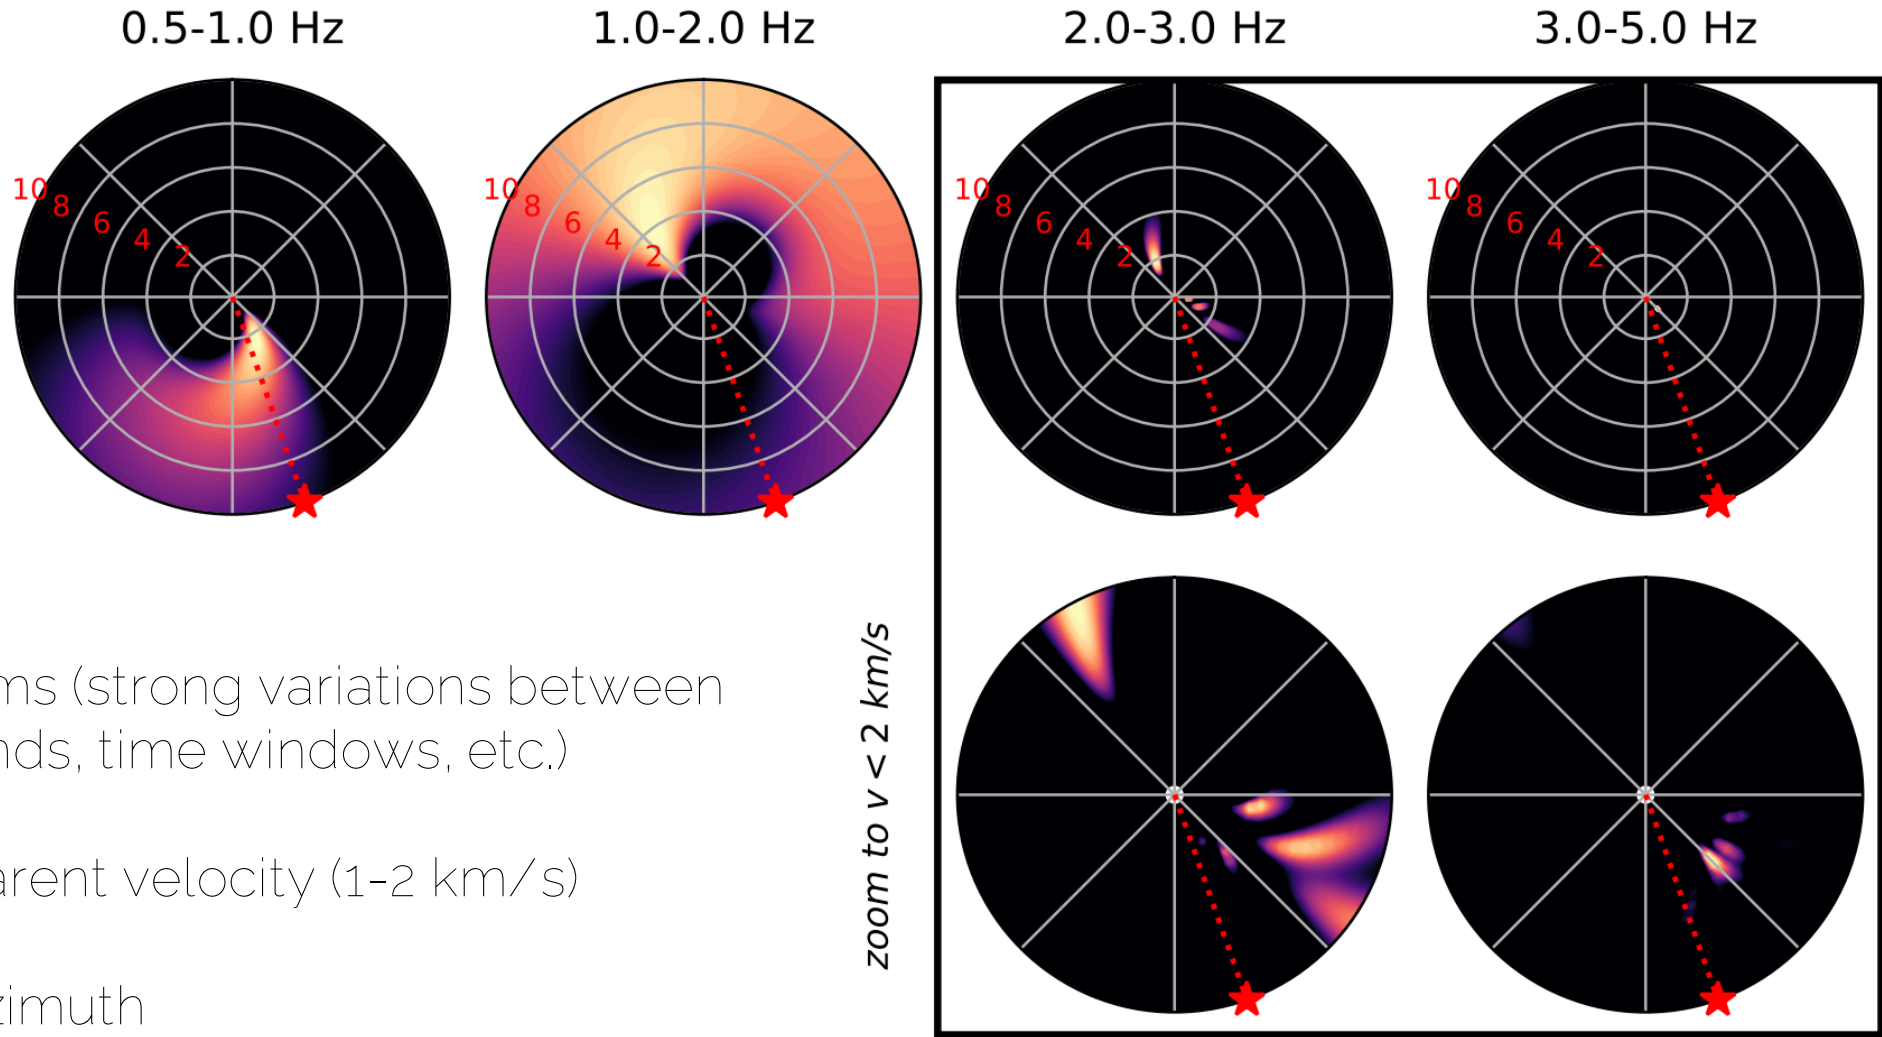 0.5-1.0 Hz
1.0-2.0 Hz
2.0-3.0 Hz
3.0-5.0 Hz
10 8 6 4 2
10 8 6 4 2
10 8 6 4 2
10 8 6 4 2
zoom to v < 2 km/s
ms (strong variations between
nds, time windows, etc.)
arent velocity (1-2 km/s)
zimuth